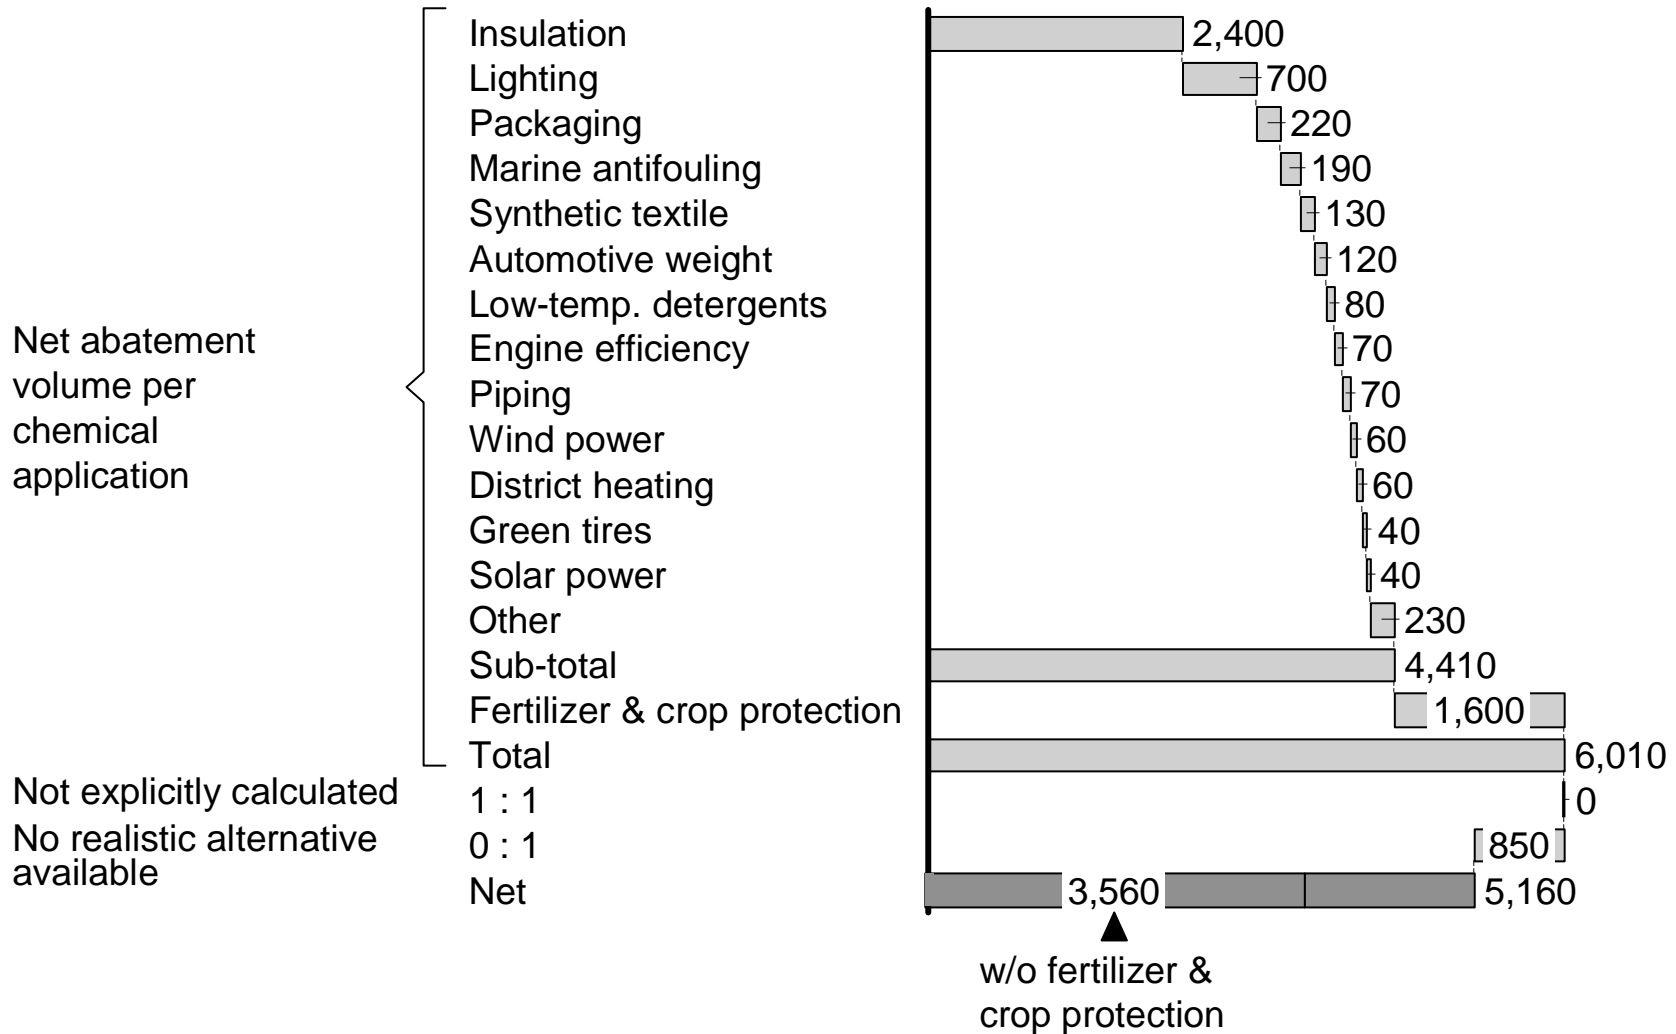 Insulation 2,400
Lighting 700
Packaging 220
Marine antifouling 190
Synthetic textile 130
Automotive weight 120
Low-temp. detergents 80
Net abatement
volume per
chemical
application
Engine efficiency 70
Piping 70
Wind power 60
District heating 60
Green tires 40
Solar power 40
Other 230
Sub-total 4,410
Fertilizer & crop protection 1,600
Total 6,010
Not explicitly calculated
1 : 1 0
No realistic alternative
available
0 : 1 850
Net 3,560 5,160
w/o fertilizer &
crop protection